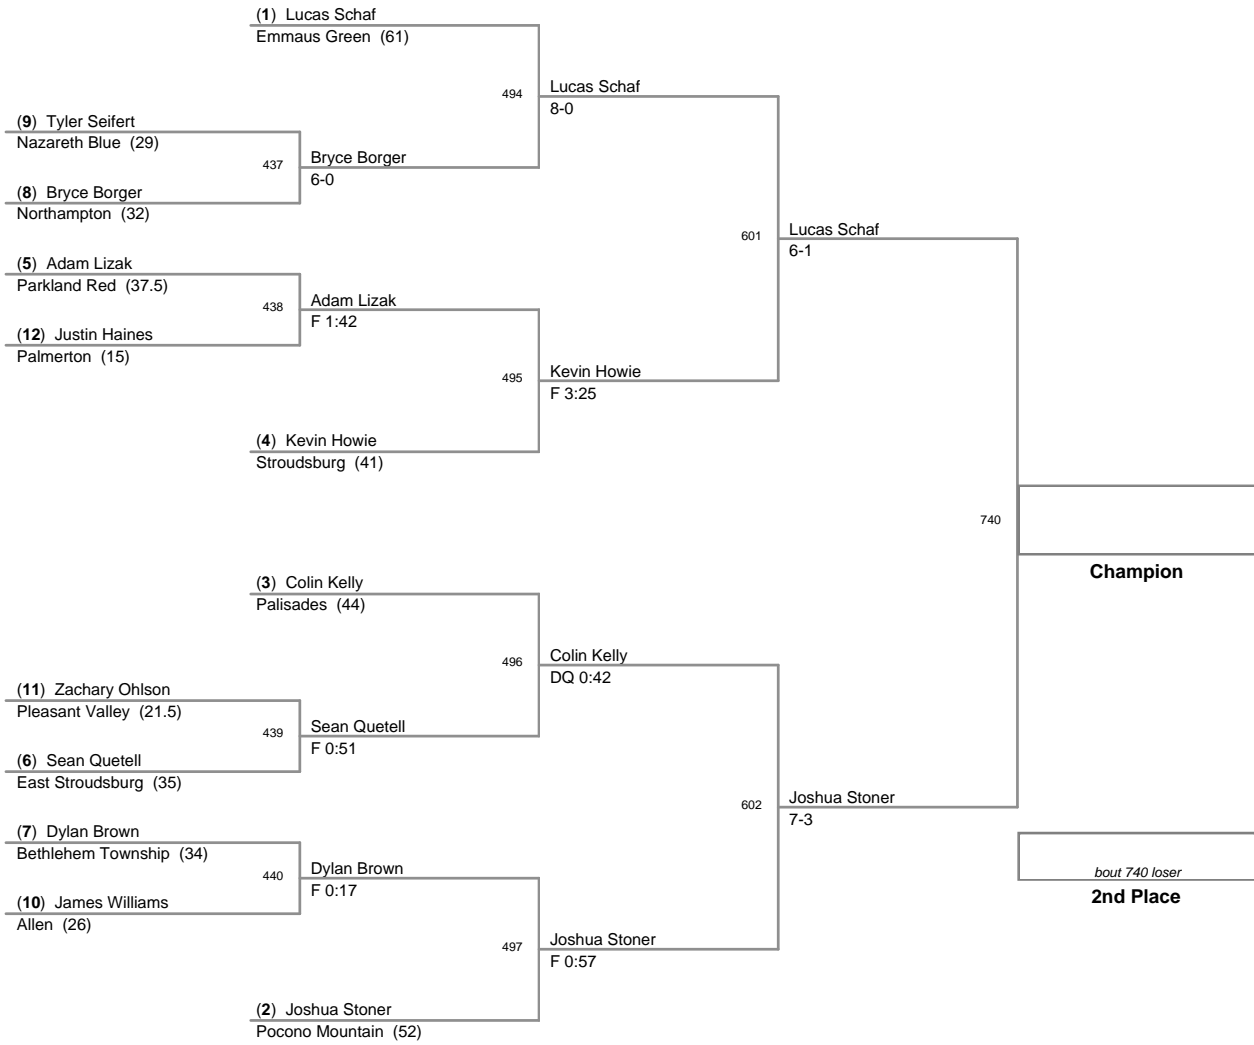 (1) Lucas Schaf
Emmaus Green (61)
494
Lucas Schaf
8-0
(9) Tyler Seifert
Nazareth Blue (29)
437
Bryce Borger
6-0
(8) Bryce Borger
Northampton (32)
601
Lucas Schaf
6-1
(5) Adam Lizak
Parkland Red (37.5)
438
Adam Lizak
F 1:42
(12) Justin Haines
Palmerton (15)
495
Kevin Howie
F 3:25
(4) Kevin Howie
Stroudsburg (41)
740
Champion
(3) Colin Kelly
Palisades (44)
496
Colin Kelly
DQ 0:42
(11) Zachary Ohlson
Pleasant Valley (21.5)
439
Sean Quetell
F 0:51
(6) Sean Quetell
East Stroudsburg (35)
602
Joshua Stoner
7-3
(7) Dylan Brown
Bethlehem Township (34)
440
Dylan Brown
F 0:17
bout 740 loser
2nd Place
(10) James Williams
Allen (26)
497
Joshua Stoner
F 0:57
(2) Joshua Stoner
Pocono Mountain (52)